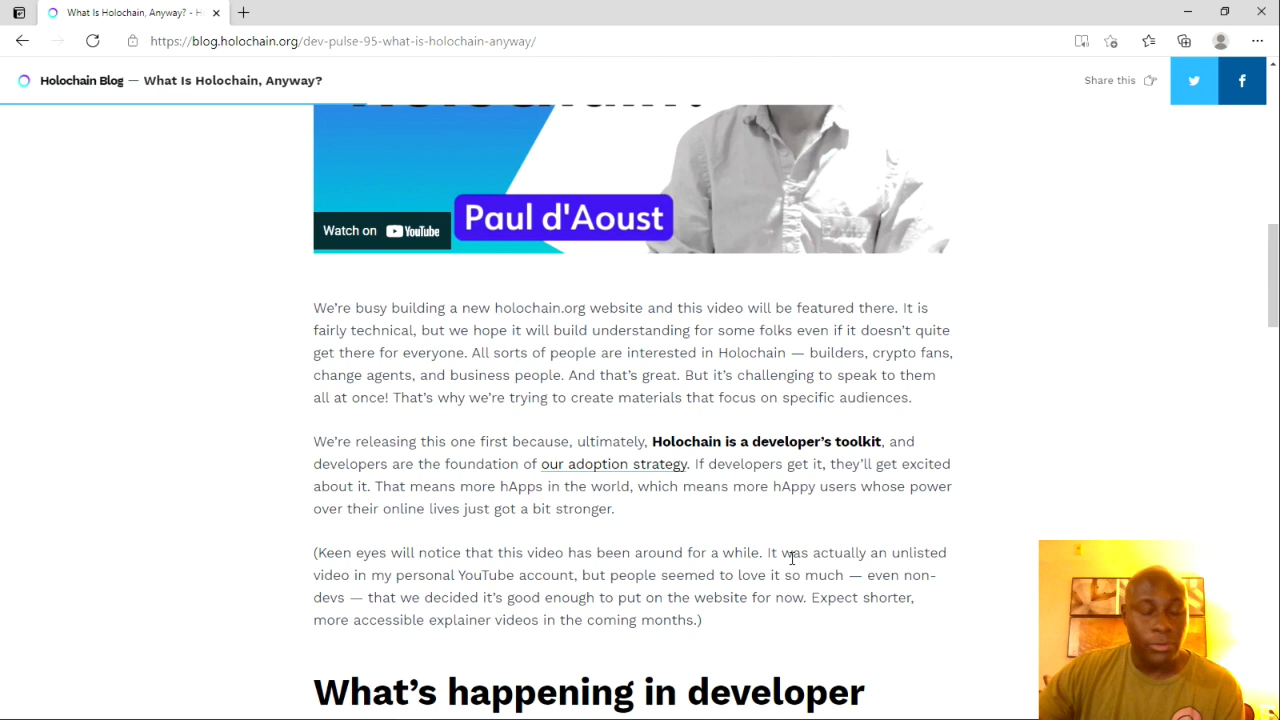 What Is Holochain, Anyway? - H
https://blog.holochain.org/dev-pulse-95-what-is-holochain-anyway/
Holochain Blog — What Is Holochain, Anyway?
Share this
Paul d'Aoust
Watch on YouTube
We're busy building a new holochain.org website and this video will be featured there. It is
fairly technical, but we hope it will build understanding for some folks even if it doesn't quite
get there for everyone. All sorts of people are interested in Holochain — builders, crypto fans,
change agents, and business people. And that's great. But it's challenging to speak to them
all at once! That's why we're trying to create materials that focus on specific audiences.
We're releasing this one first because, ultimately, Holochain is a developer's toolkit, and
developers are the foundation of our adoption strategy. If developers get it, they'll get excited
about it. That means more hApps in the world, which means more hAppy users whose power
over their online lives just got a bit stronger.
(Keen eyes will notice that this video has been around for a while. It was actually an unlisted
video in my personal YouTube account, but people seemed to love it so much — even non-
devs — that we decided it's good enough to put on the website for now. Expect shorter,
more accessible explainer videos in the coming months.)
What's happening in developer